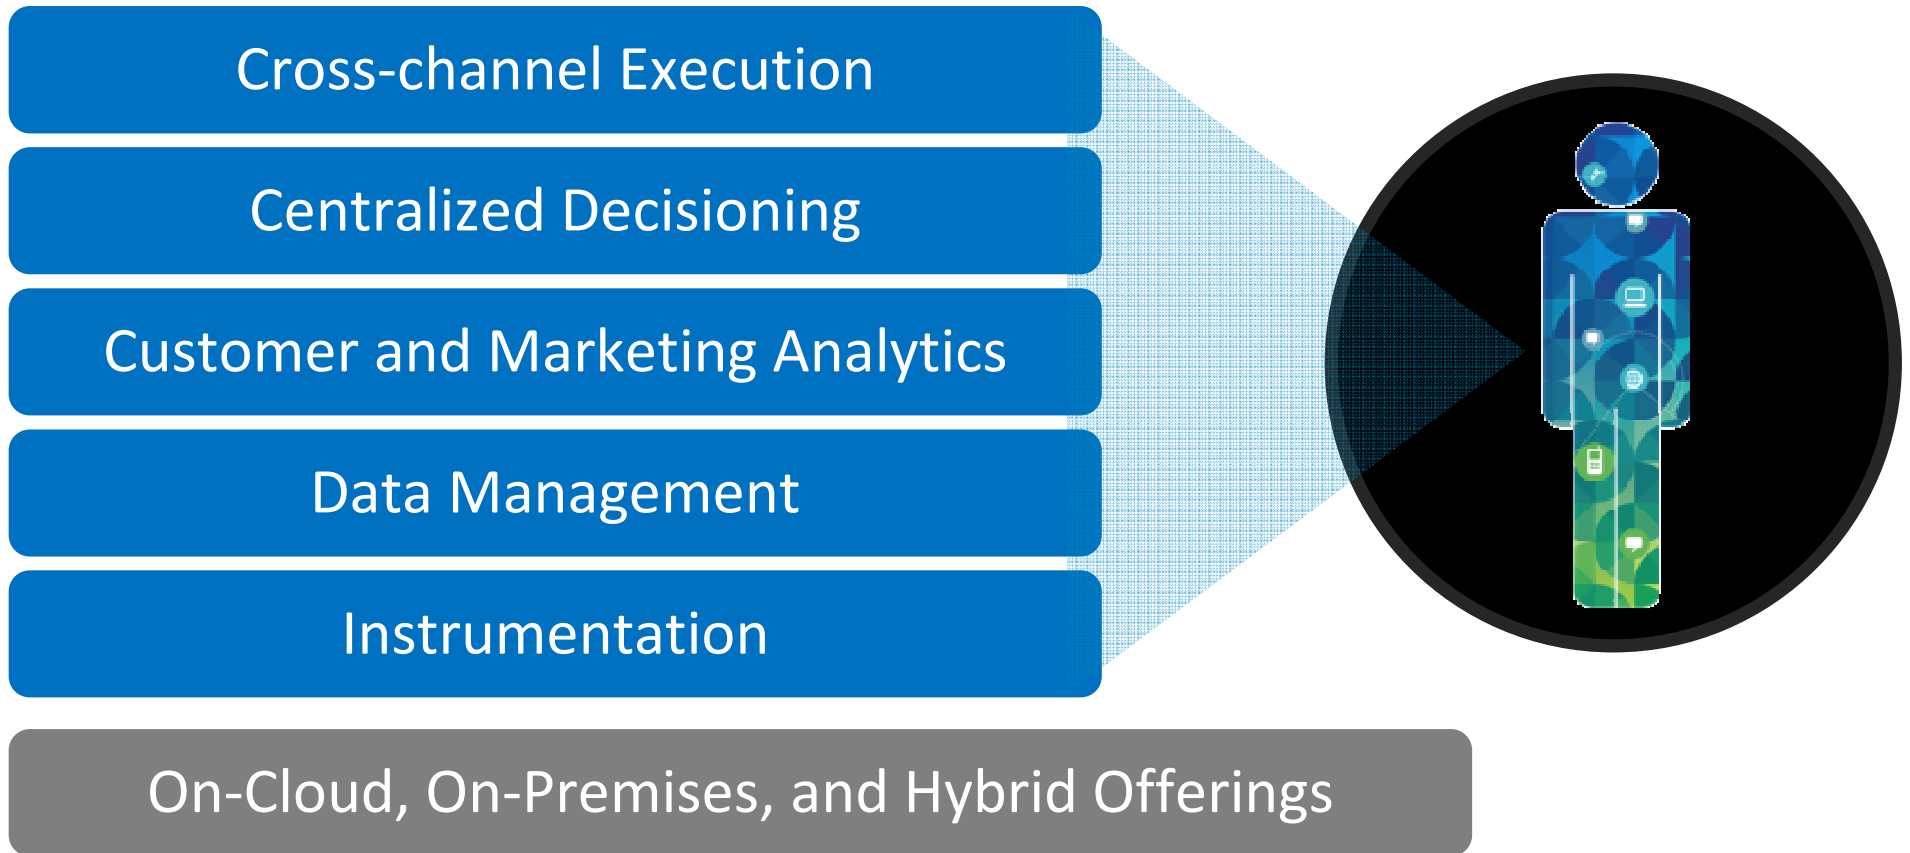 Cross-channel Execution
Centralized Decisioning
Customer and Marketing Analytics
Data Management
Instrumentation
On-Cloud, On-Premises, and Hybrid Offerings